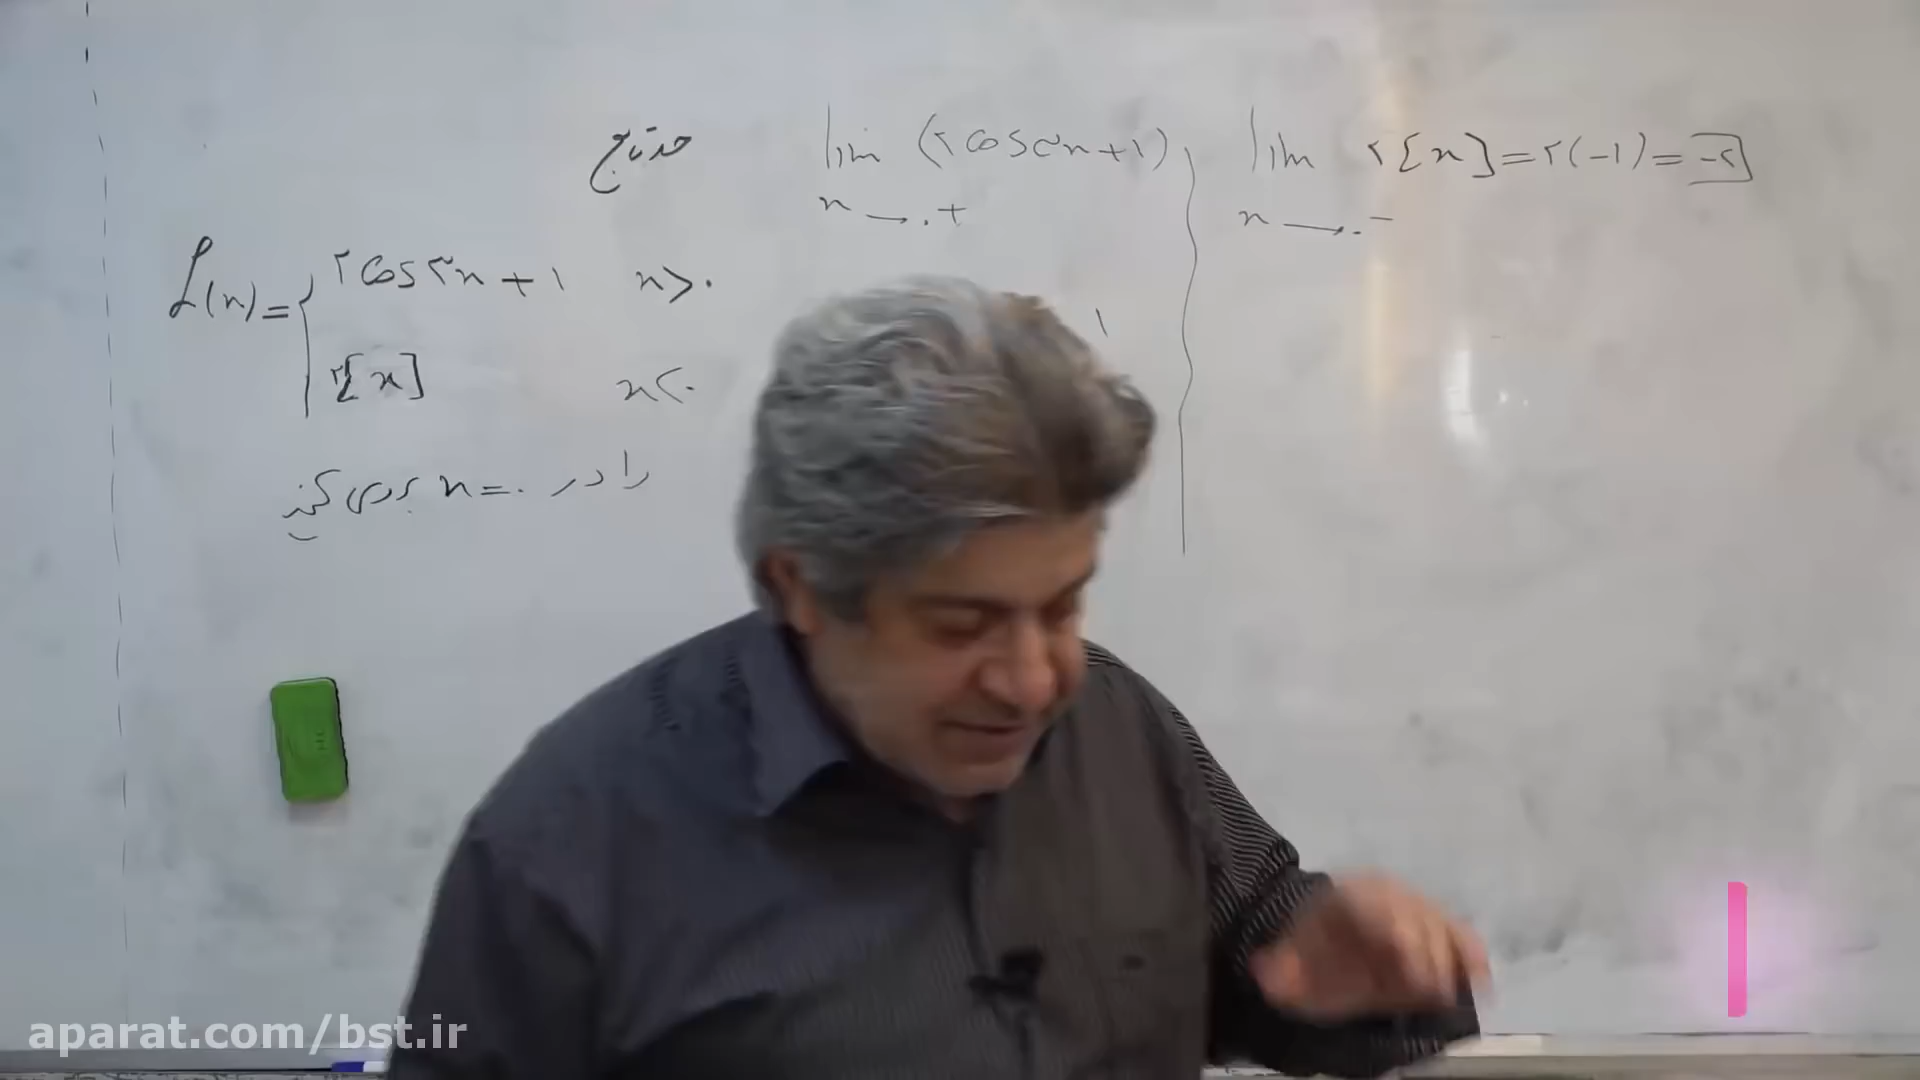 حد تابع
f(x) = { ۲cos۳x + ۱ x > ۰
۲[x] x < ۰
را در x = ۰ بررسی کنید
lim (۲cos۳x + ۱)
x → ۰+
lim ۲[x] = ۲(-۱) = -۲
x → ۰-
۱
aparat.com/bst.ir